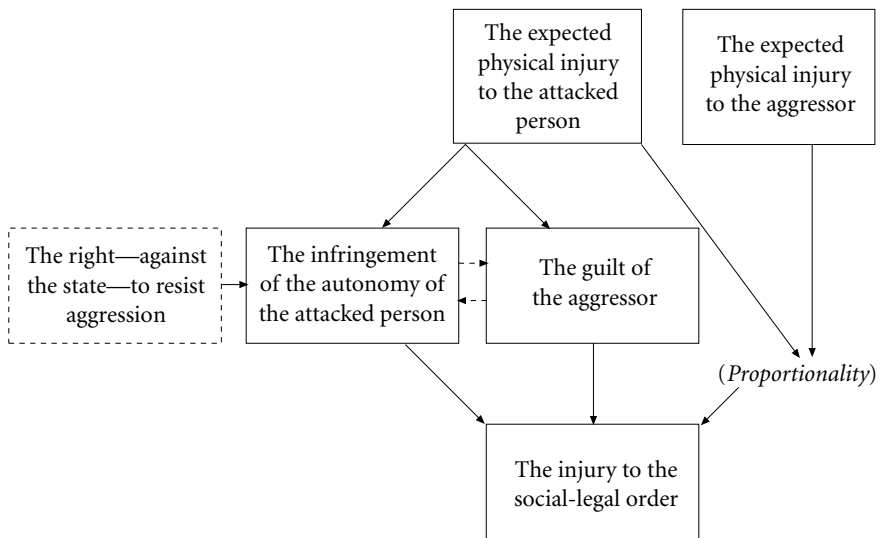 The expected
physical injury
to the attacked
person
The expected
physical injury
to the aggressor
The right—against
the state—to resist
aggression
The infringement
of the autonomy of
the attacked person
The guilt of
the aggressor
(Proportionality)
The injury to the
social-legal order